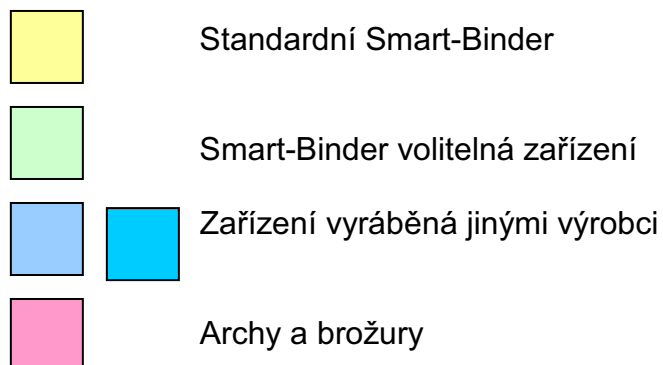 Standardní Smart-Binder
Smart-Binder volitelná zařízení
Zařízení vyráběná jinými výrobci
Archy a brožury